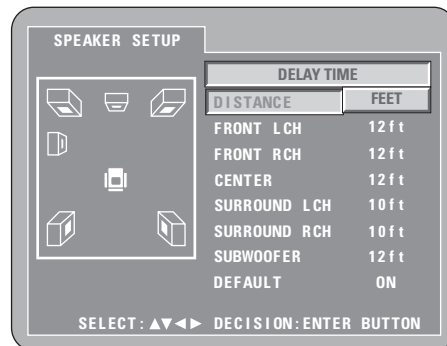 SPEAKER SETUP
DELAY TIME
DISTANCE FEET
FRONT LCH 12ft
FRONT RCH 12ft
CENTER 12ft
SURROUND LCH 10ft
SURROUND RCH 10ft
SUBWOOFER 12ft
DEFAULT ON
SELECT:▲▼◄► DECISION:ENTER BUTTON